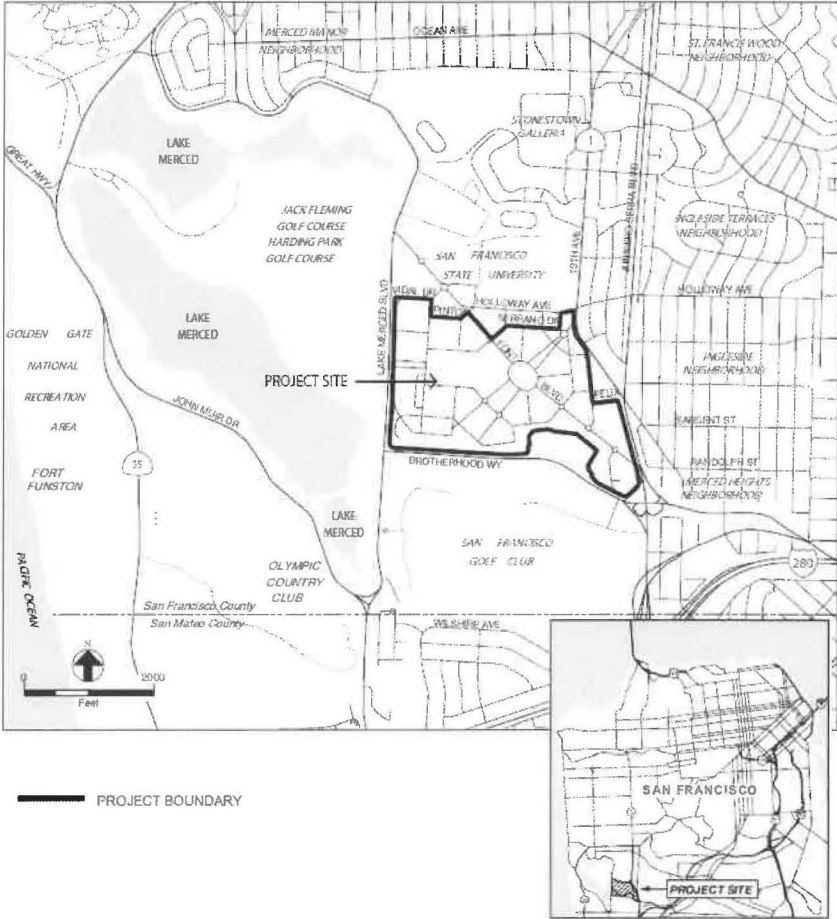 MERCED MANOR
NEIGHBORHOOD
OCEAN AVE
ST. FRANCIS WOOD
NEIGHBORHOOD
STONESTOWN
GALLERIA
1
LAKE
MERCED
GREAT HWY
JACK FLEMING
GOLF COURSE
HARDING PARK
GOLF COURSE
19TH AVE
JUNIPERO SERRA BLVD
INGLESIDE TERRACES
NEIGHBORHOOD
SAN FRANCISCO
STATE UNIVERSITY
LAKE MERCED BLVD
VIDAL DR
HOLLOWAY AVE
HOLLOWAY AVE
SERRANO DR
LAKE
MERCED
GOLDEN GATE
NATIONAL
RECREATION
AREA
INGLESIDE
NEIGHBORHOOD
PROJECT SITE
BLVD
JOHN MUIR DR
SARGENT ST
BROTHERHOOD WY
RANDOLPH ST
MERCED HEIGHTS
NEIGHBORHOOD
35
FORT
FUNSTON
LAKE
MERCED
SAN FRANCISCO
GOLF CLUB
OLYMPIC
COUNTRY
CLUB
280
PACIFIC OCEAN
San Francisco County
San Mateo County
WILSHIRE AVE
N
0 2000
Feet
SAN FRANCISCO
PROJECT SITE
PROJECT BOUNDARY